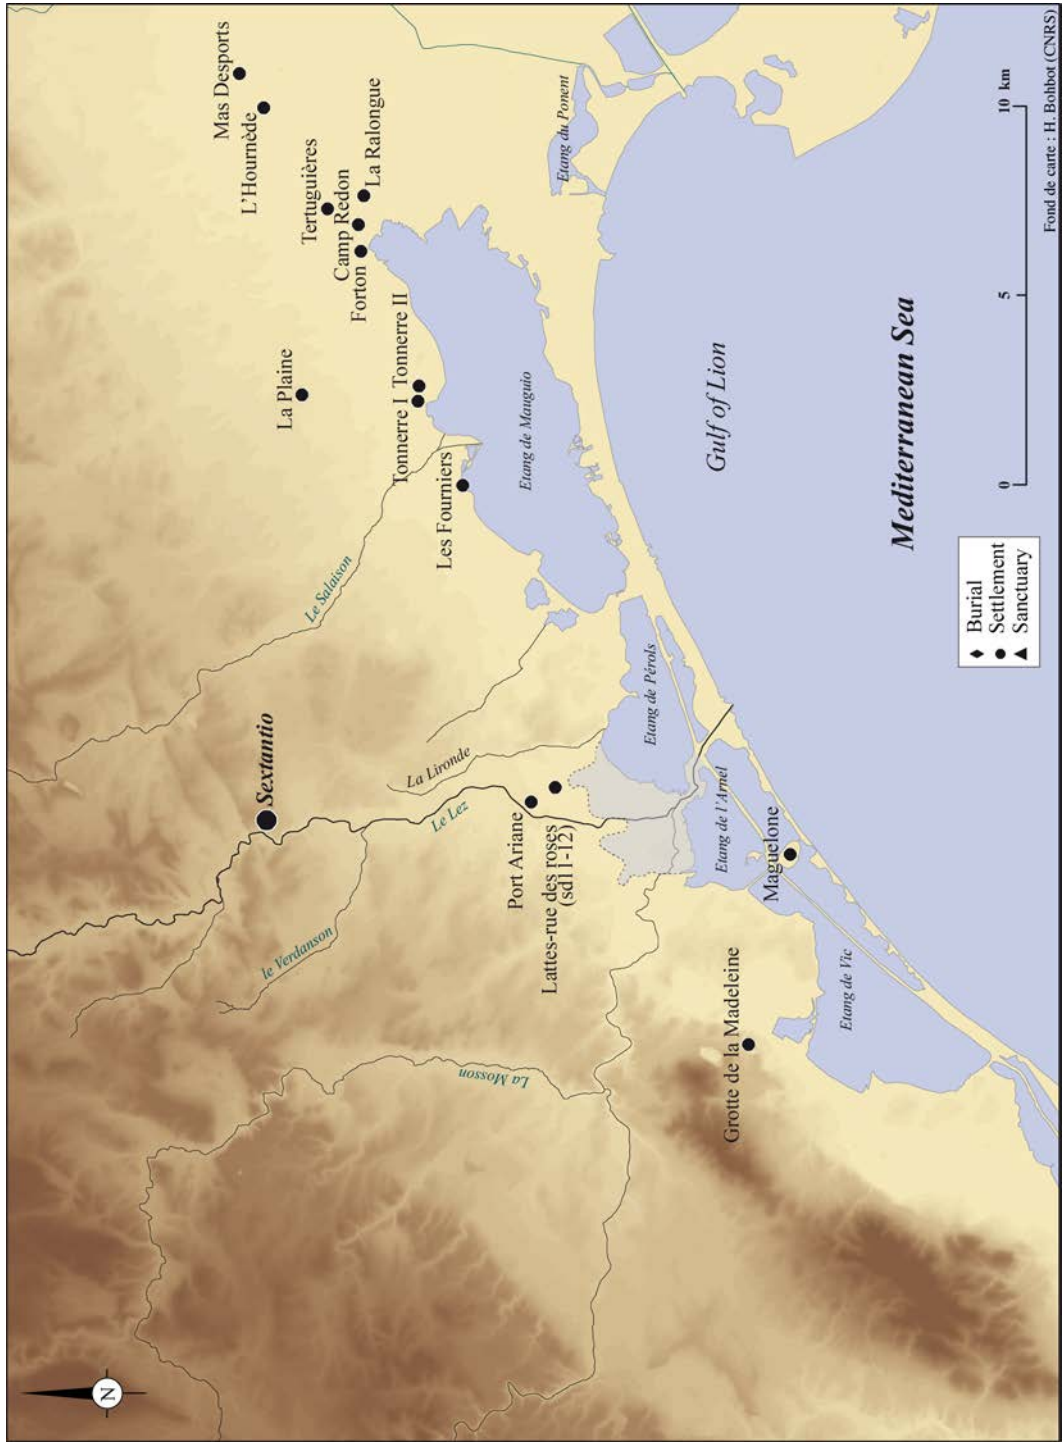 N
Mas Desports
L'Hournède
Tertuguières
Camp Redon
La Ralongue
Forton
La Plaine
Tonnerre I
Tonnerre II
Les Fourniers
Le Salaison
Sextantio
La Lironde
Le Lez
le Verdanson
La Mosson
Port Ariane
Lattes-rue des roses
(sd11-12)
Etang du Ponent
Etang de Mauguio
Etang de Pérols
Etang de l'Arnel
Maguelone
Grotte de la Madeleine
Etang de Vic
Gulf of Lion
Mediterranean Sea
Burial
Settlement
Sanctuary
0 5 10 km
Fond de carte : H. Bohbot (CNRS)